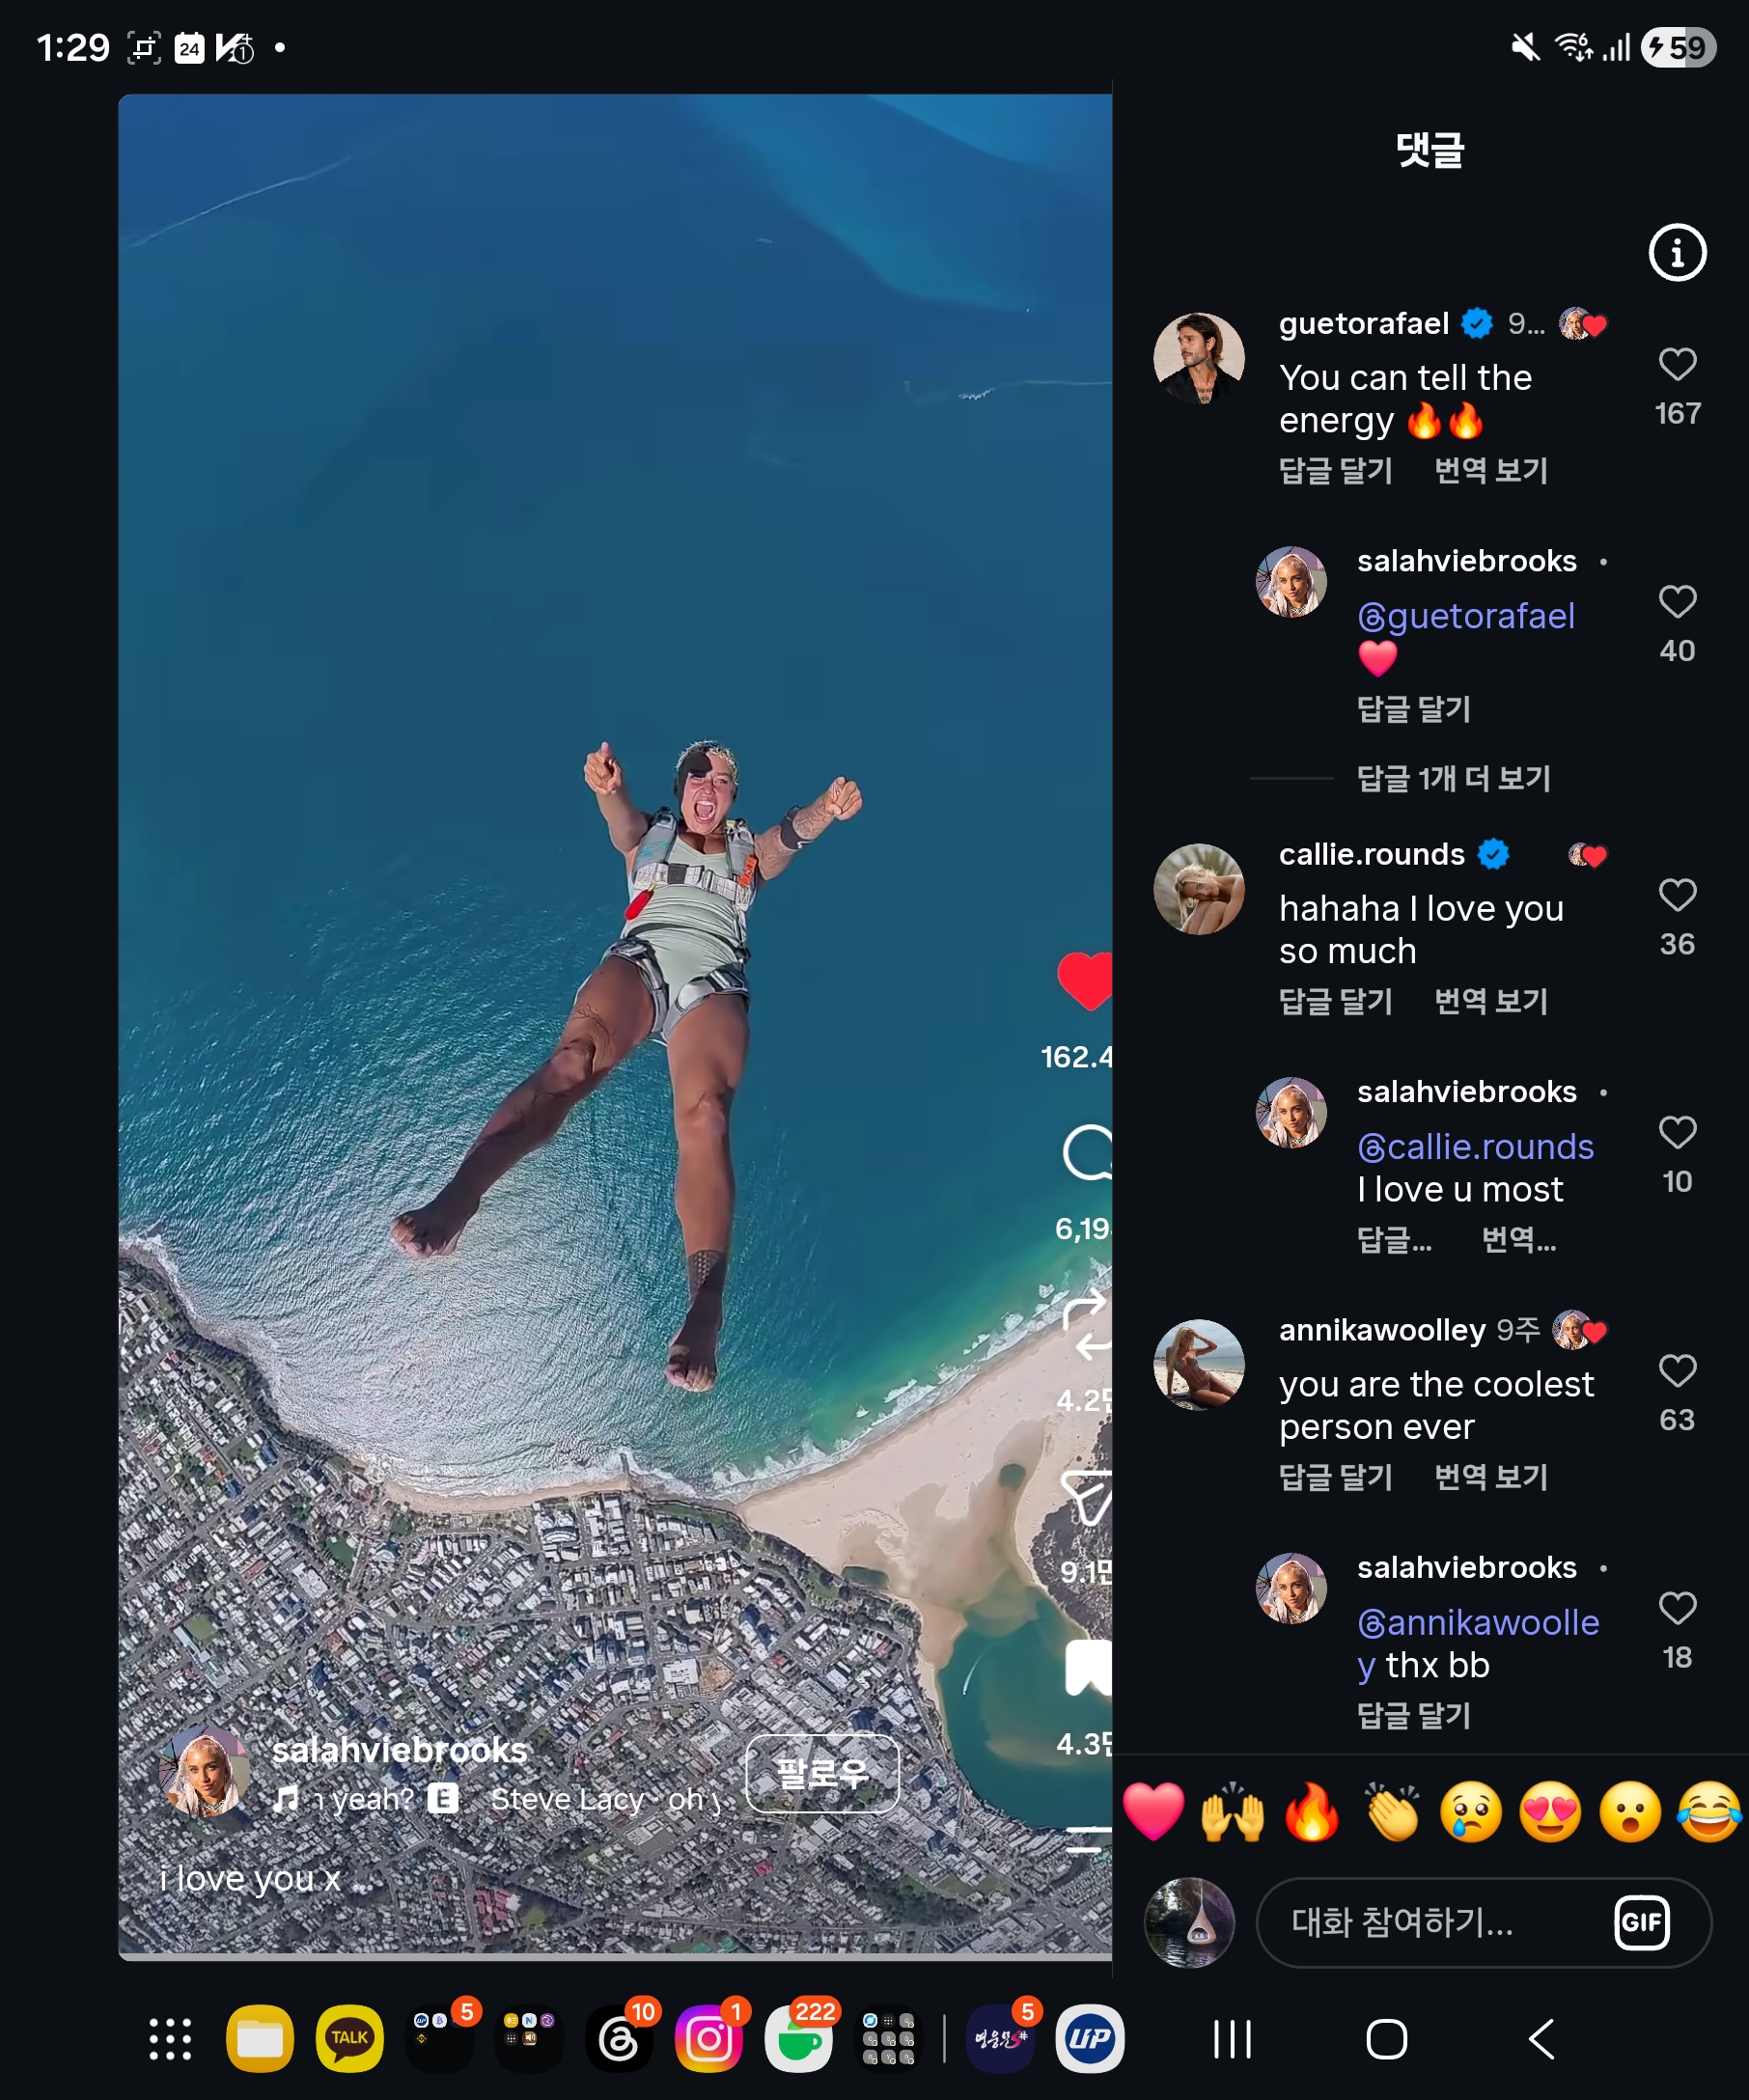 1:29
24
59
댓글
guetorafael 9...
You can tell the
energy 🔥🔥
167
답글 달기 번역 보기
salahviebrooks •
@guetorafael
❤️
40
답글 달기
답글 1개 더 보기
callie.rounds
hahaha I love you
so much
36
답글 달기 번역 보기
salahviebrooks •
@callie.rounds
I love u most
10
답글... 번역...
annikawoolley 9주
you are the coolest
person ever
63
답글 달기 번역 보기
salahviebrooks •
@annikawoolle
y thx bb
18
답글 달기
162.4
6,19
4.2만
9.1만
4.3만
salahviebrooks
yeah? E Steve Lacy · oh y
팔로우
i love you x ...
❤️🙌🔥👏😢😍😮😂
대화 참여하기...
GIF
TALK
5
10
1
222
5
UP